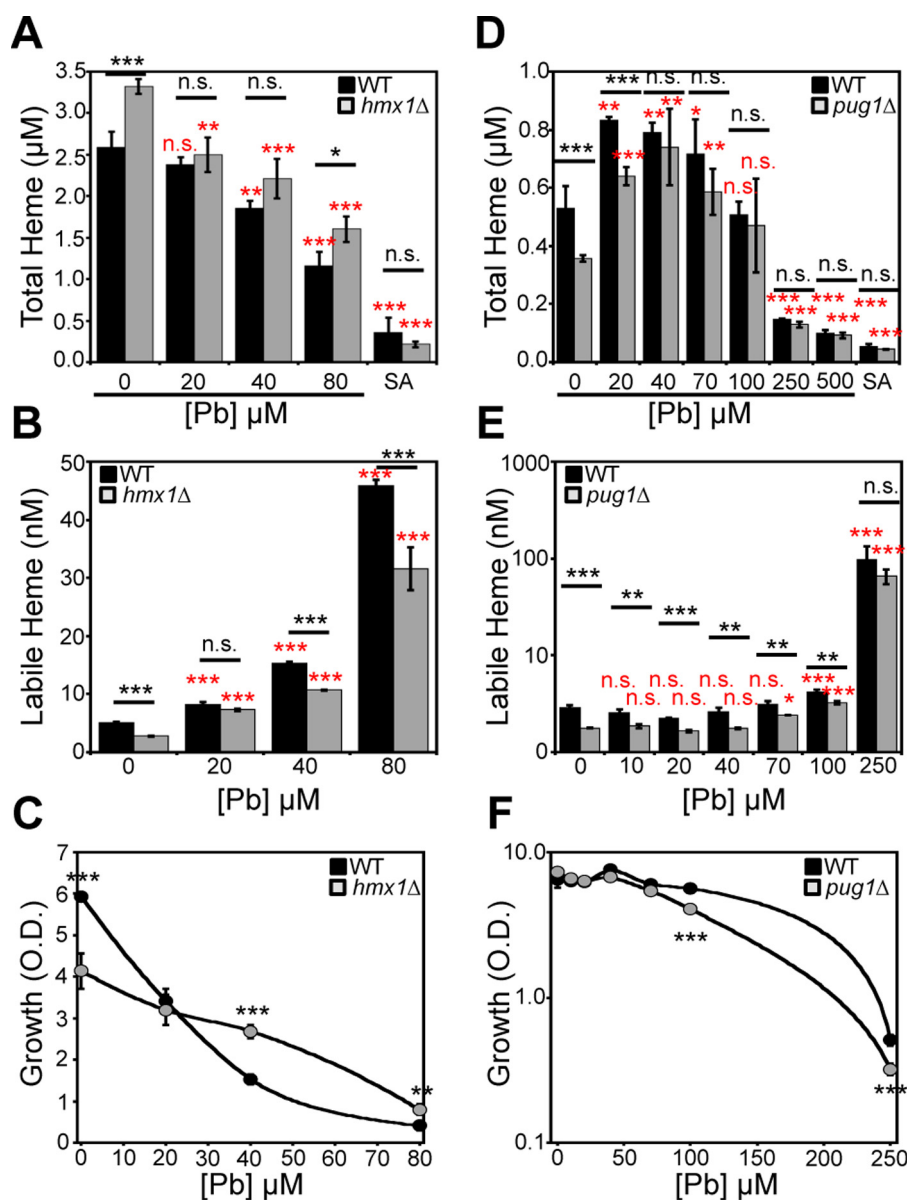 A
Total Heme (µM)
3.5
3.0
2.5
2.0
1.5
1.0
0.5
0.0
*** n.s. n.s. * n.s.
n.s. ** ** *** *** *** *** ***
WT
hmx1Δ
0 20 40 80 SA
[Pb] µM
D
Total Heme (µM)
1.0
0.8
0.6
0.4
0.2
0.0
*** *** n.s. n.s. n.s. n.s. n.s. n.s.
** *** ** ** * ** n.s. n.s. *** *** *** *** *** ***
WT
pug1Δ
0 20 40 70 100 250 500 SA
[Pb] µM
B
Labile Heme (nM)
50
40
30
20
10
0
*** n.s. *** ***
*** *** *** *** *** ***
WT
hmx1Δ
0 20 40 80
[Pb] µM
E
Labile Heme (nM)
1000
100
10
0
*** ** *** ** ** ** n.s.
n.s. n.s. n.s. n.s. n.s. n.s. n.s. * *** *** *** ***
WT
pug1Δ
0 10 20 40 70 100 250
[Pb] µM
C
Growth (O.D.)
7
6
5
4
3
2
1
0
*** *** **
WT
hmx1Δ
0 10 20 30 40 50 60 70 80
[Pb] µM
F
Growth (O.D.)
10.0
1.0
0.1
*** ***
WT
pug1Δ
0 50 100 150 200 250
[Pb] µM